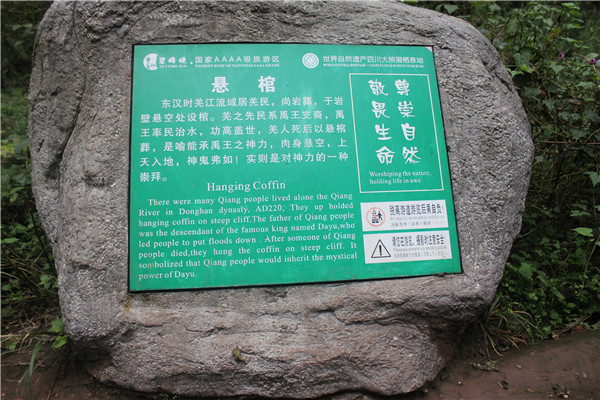 碧峰峡 国家AAAA级旅游区
世界自然遗产四川大熊猫栖息地
悬 棺
东汉时羌江流域居羌民，尚岩葬，于岩
壁悬空处设棺。羌之先民系禹王支裔，禹
王率民治水，功高盖世，羌人死后以悬棺
葬，是喻能承禹王之神力，肉身悬空，上
天入地，神鬼弗如！实则是对神力的一种
崇拜。
Hanging Coffin
There were many Qiang people lived alone the Qiang
River in Donghan dynasty, AD220, They up holded
hanging coffin on steep cliff.The father of Qiang people
was the descendant of the famous king named Dayu,who
led people to put floods down . After someone of Qiang
people died,they hung the coffin on steep cliff. It
sombolized that Qiang people would inherit the mystical
power of Dayu.
尊崇自然
敬畏生命
Worshiping the nature,
holding life in awe